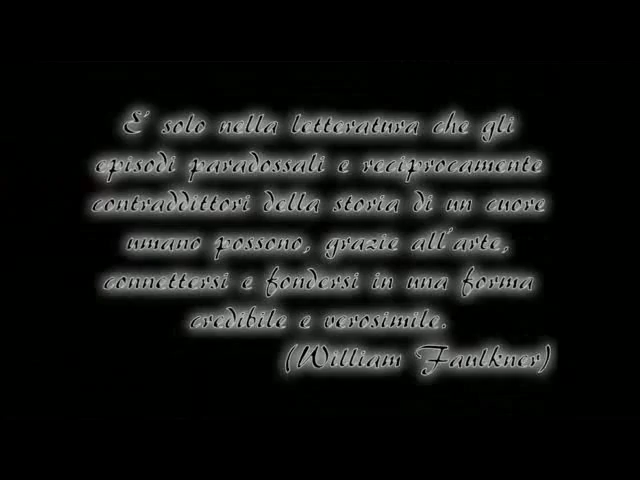 E' solo nella letteratura che gli
episodi paradossali e reciprocamente
contraddittori della storia di un cuore
umano possono, grazie all'arte,
connettersi e fondersi in una forma
credibile e verosimile.
(William Faulkner)